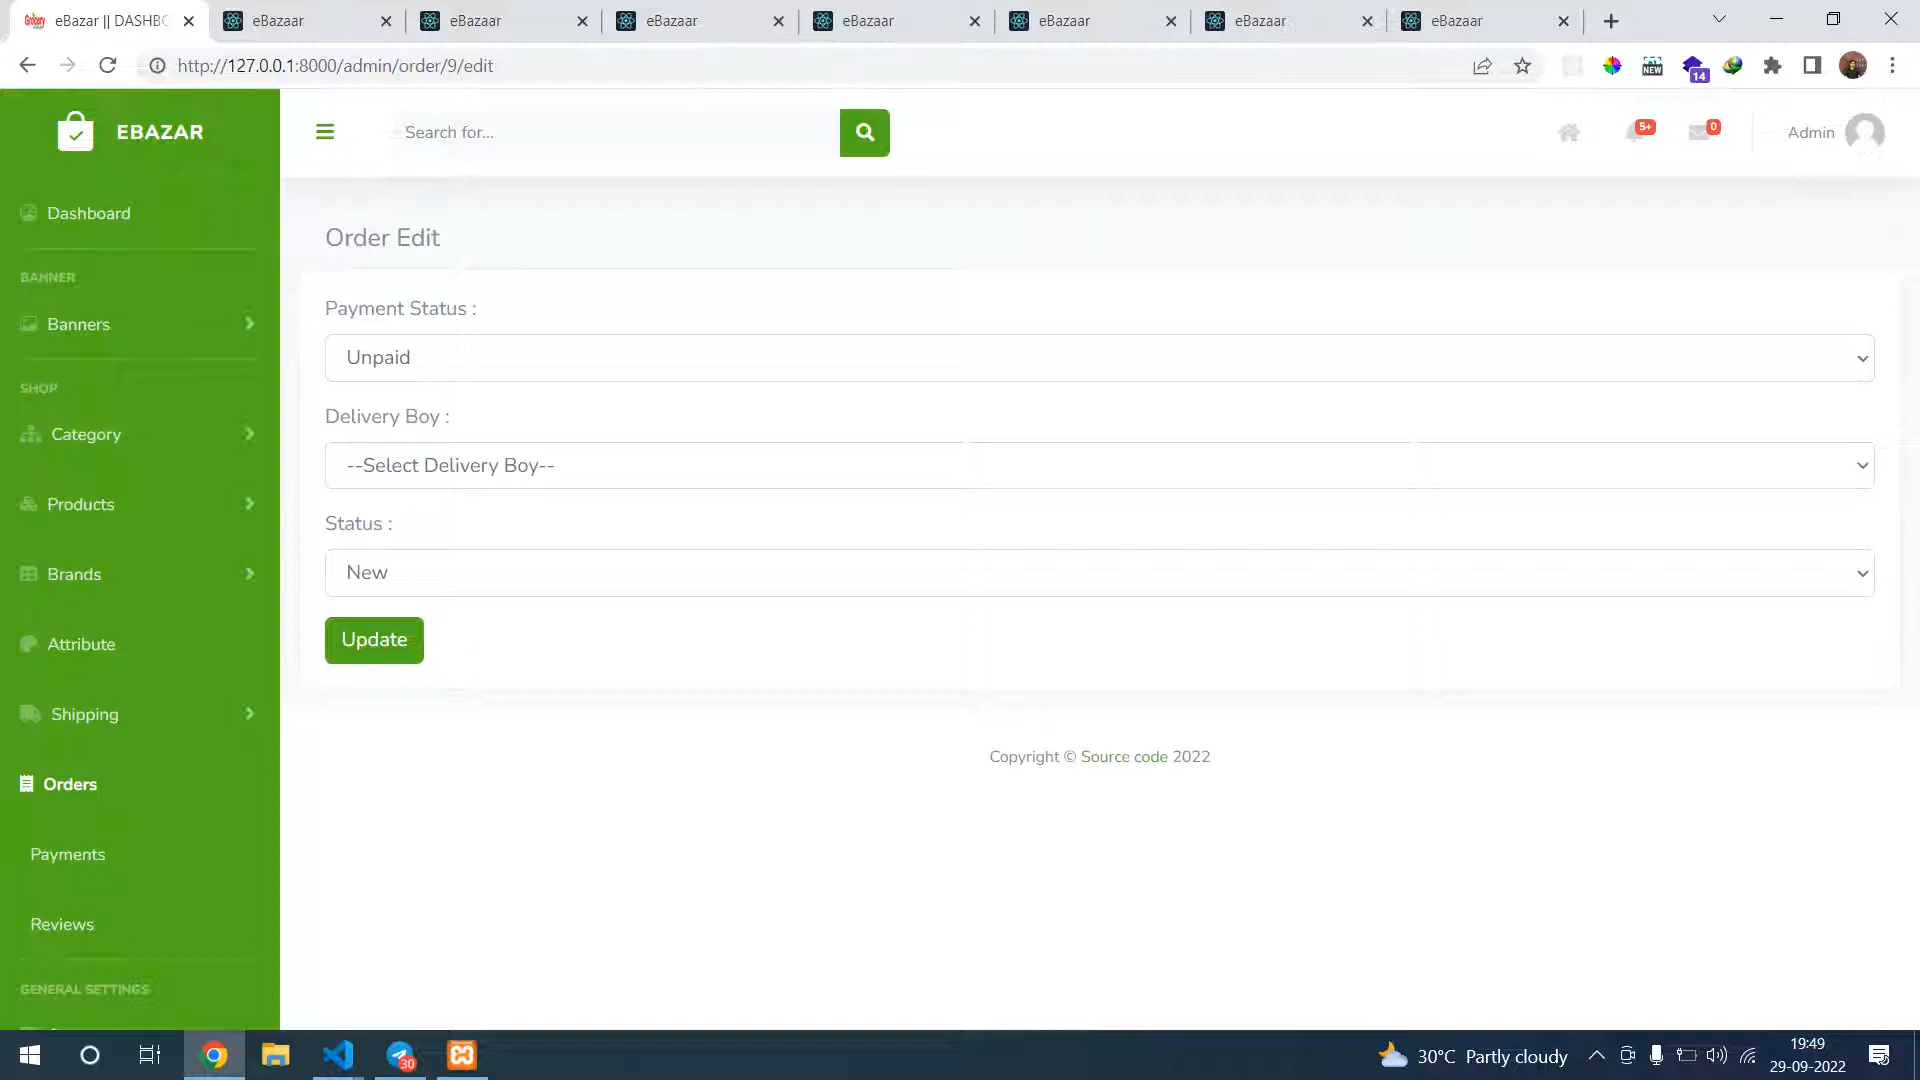 eBazar || DASHBO
eBazaar
eBazaar
eBazaar
eBazaar
eBazaar
eBazaar
eBazaar
http://127.0.0.1:8000/admin/order/9/edit
NEW
14
EBAZAR
Search for...
5+
0
Admin
Dashboard
BANNER
Banners
SHOP
Category
Products
Brands
Attribute
Shipping
Orders
Payments
Reviews
GENERAL SETTINGS
Order Edit
Payment Status :
Unpaid
Delivery Boy :
--Select Delivery Boy--
Status :
New
Update
Copyright © Source code 2022
30
30°C Partly cloudy
19:49
29-09-2022